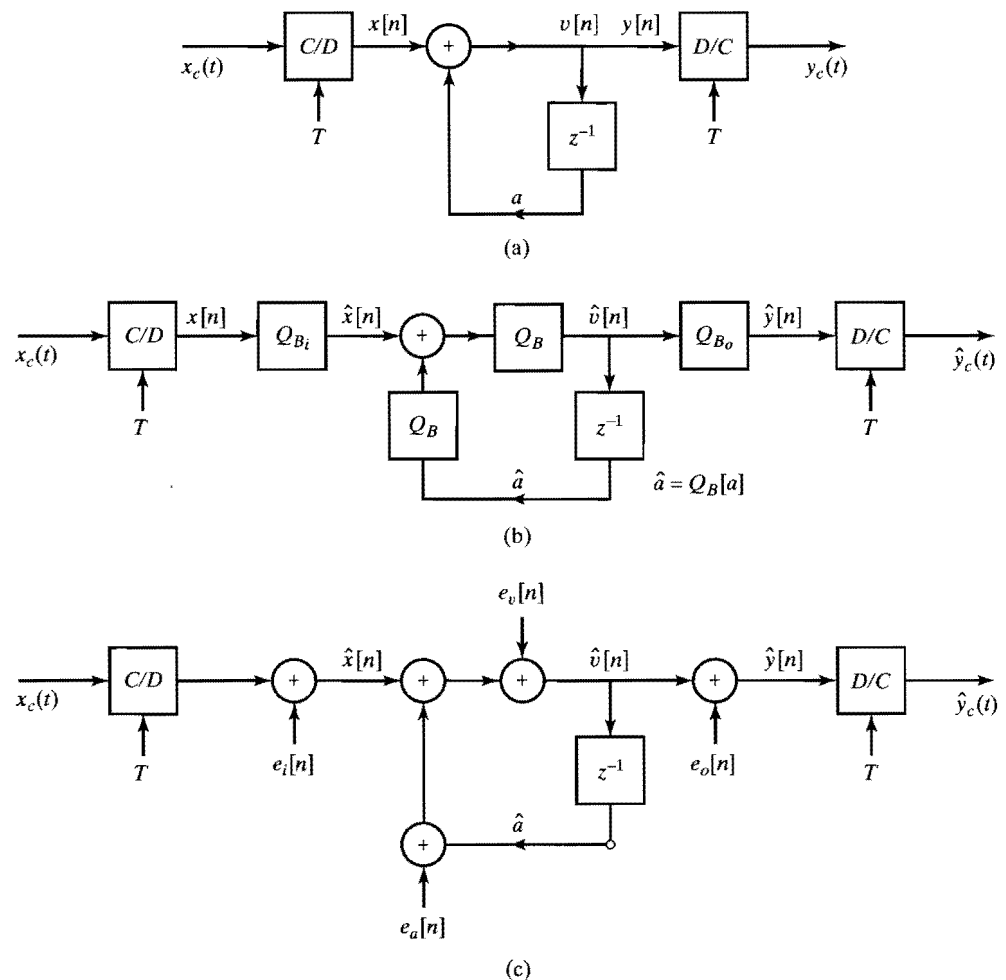 x[n] v[n] y[n]
C/D + D/C
x_c(t) y_c(t)
T T
z^{-1}
a
(a)
x[n] x̂[n] v̂[n] ŷ[n]
C/D Q_{B_i} + Q_B Q_{B_o} D/C
x_c(t) ŷ_c(t)
T Q_B z^{-1} T
â â = Q_B[a]
(b)
e_v[n]
x̂[n] v̂[n] ŷ[n]
C/D + + + + D/C
x_c(t) ŷ_c(t)
T e_i[n] z^{-1} e_o[n] T
+ â
e_a[n]
(c)